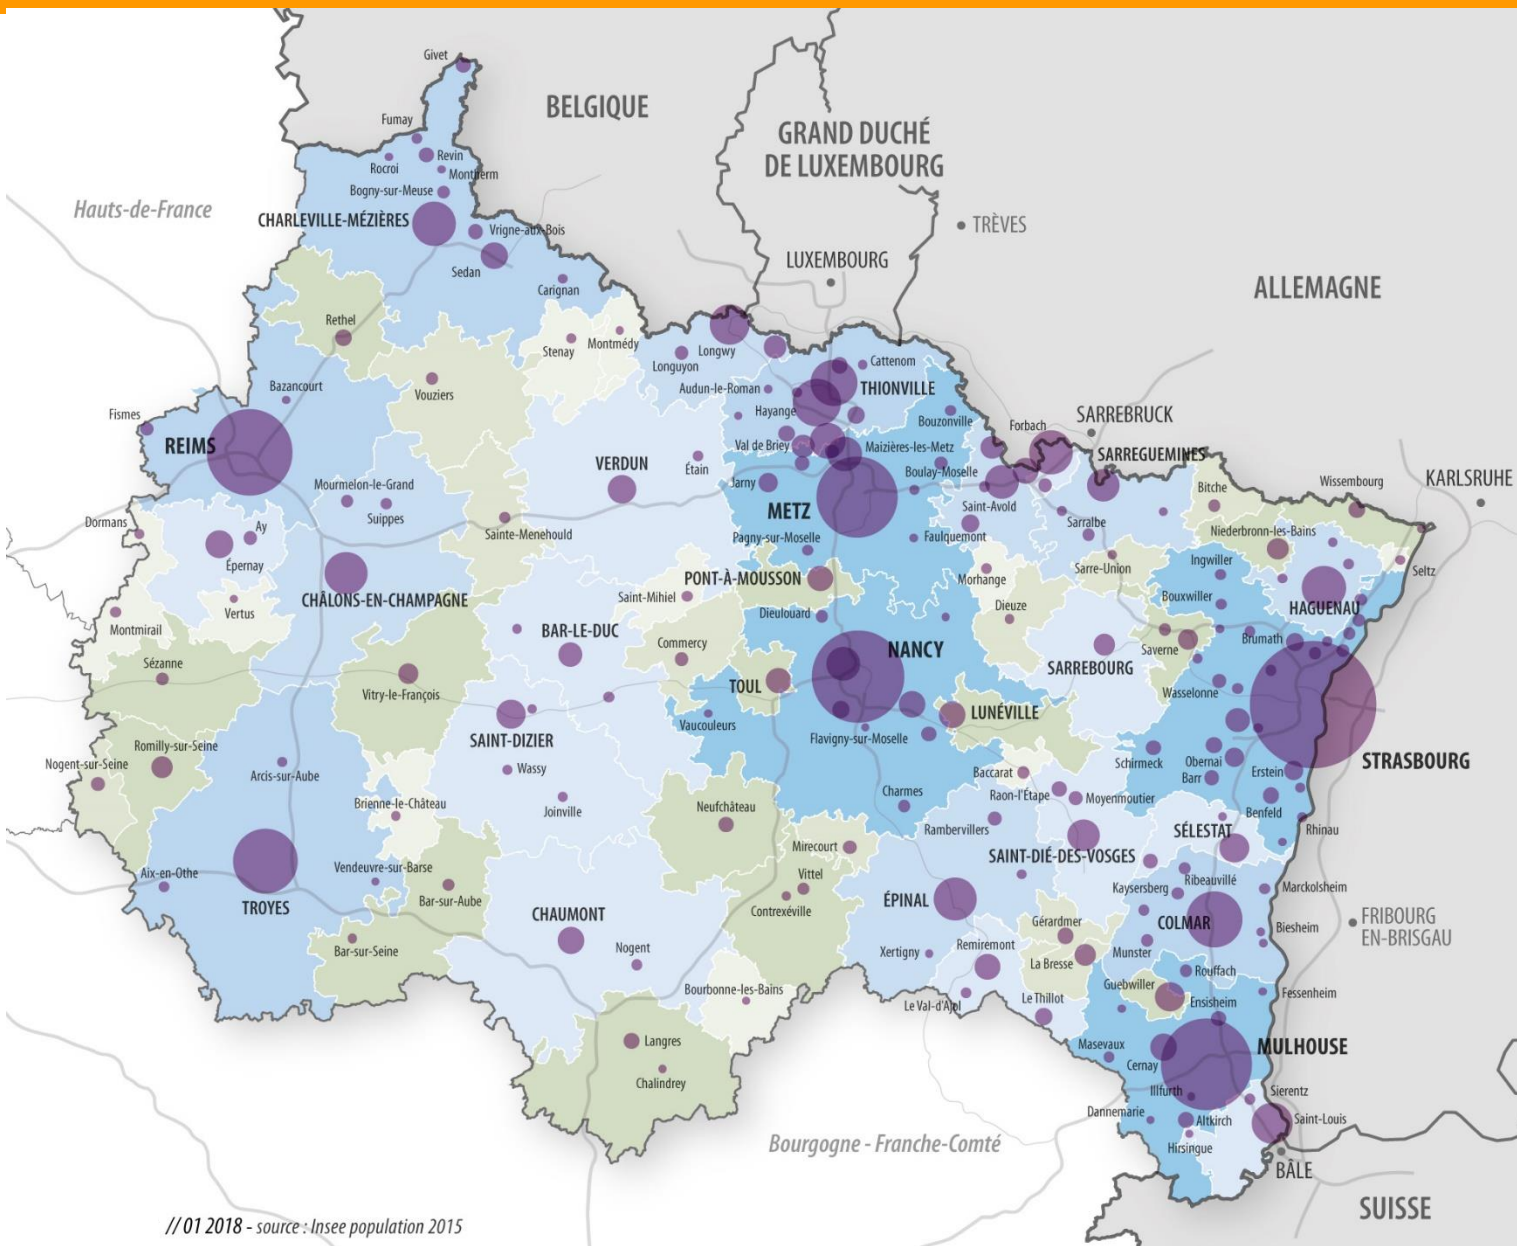 Givet
BELGIQUE
GRAND DUCHÉ
DE LUXEMBOURG
Fumay
Revin
Rocroi
Montherm
Bogny-sur-Meuse
Hauts-de-France
CHARLEVILLE-MÉZIÈRES
Vrigne-aux-Bois
TRÈVES
Sedan
LUXEMBOURG
Carignan
ALLEMAGNE
Rethel
Stenay
Montmédy
Longuyon
Longwy
Cattenom
Bazancourt
Vouziers
Audun-le-Roman
THIONVILLE
Fismes
Hayange
Bouzonville
SARREBRUCK
Forbach
REIMS
Val de Briey
Maizières-les-Metz
SARREGUEMINES
VERDUN
Étain
Boulay-Moselle
KARLSRUHE
Mourmelon-le-Grand
Jarny
Bitche
Wissembourg
Suippes
METZ
Saint-Avold
Dormans
Ay
Sainte-Menehould
Sarralbe
Niederbronn-les-Bains
Pagny-sur-Moselle
Faulquemont
Épernay
Ingwiller
Sarre-Union
Seltz
PONT-À-MOUSSON
Morhange
CHÂLONS-EN-CHAMPAGNE
Saint-Mihiel
Bouxwiller
Vertus
Dieuze
HAGUENAU
Montmirail
Dieulouard
BAR-LE-DUC
Brumath
Commercy
NANCY
Saverne
Sézanne
SARREBOURG
Vitry-le-François
TOUL
Wasselonne
LUNÉVILLE
Vaucouleurs
Flavigny-sur-Moselle
SAINT-DIZIER
Romilly-sur-Seine
Nogent-sur-Seine
Schirmeck
Obernai
STRASBOURG
Arcis-sur-Aube
Wassy
Baccarat
Erstein
Barr
Brienne-le-Château
Joinville
Neufchâteau
Charmes
Raon-l'Étape
Moyenmoutier
Benfeld
Rambervillers
Rhinau
SÉLESTAT
Mirecourt
SAINT-DIÉ-DES-VOSGES
Aix-en-Othe
Vendeuvre-sur-Barse
Vittel
Ribeauvillé
Kaysersberg
Marckolsheim
TROYES
Bar-sur-Aube
CHAUMONT
Contrexéville
ÉPINAL
FRIBOURG
EN-BRISGAU
Gérardmer
COLMAR
Biesheim
Bar-sur-Seine
Nogent
Xertigny
Remiremont
La Bresse
Munster
Rouffach
Bourbonne-les-Bains
Guebwiller
Fessenheim
Le Val-d'Ajol
Le Thillot
Ensisheim
Langres
Masevaux
MULHOUSE
Chalindrey
Cernay
Illfurth
Sierentz
Dannemarie
Altkirch
Saint-Louis
Bourgogne - Franche-Comté
Hirsingue
BÂLE
SUISSE
// 01 2018 - source : Insee population 2015